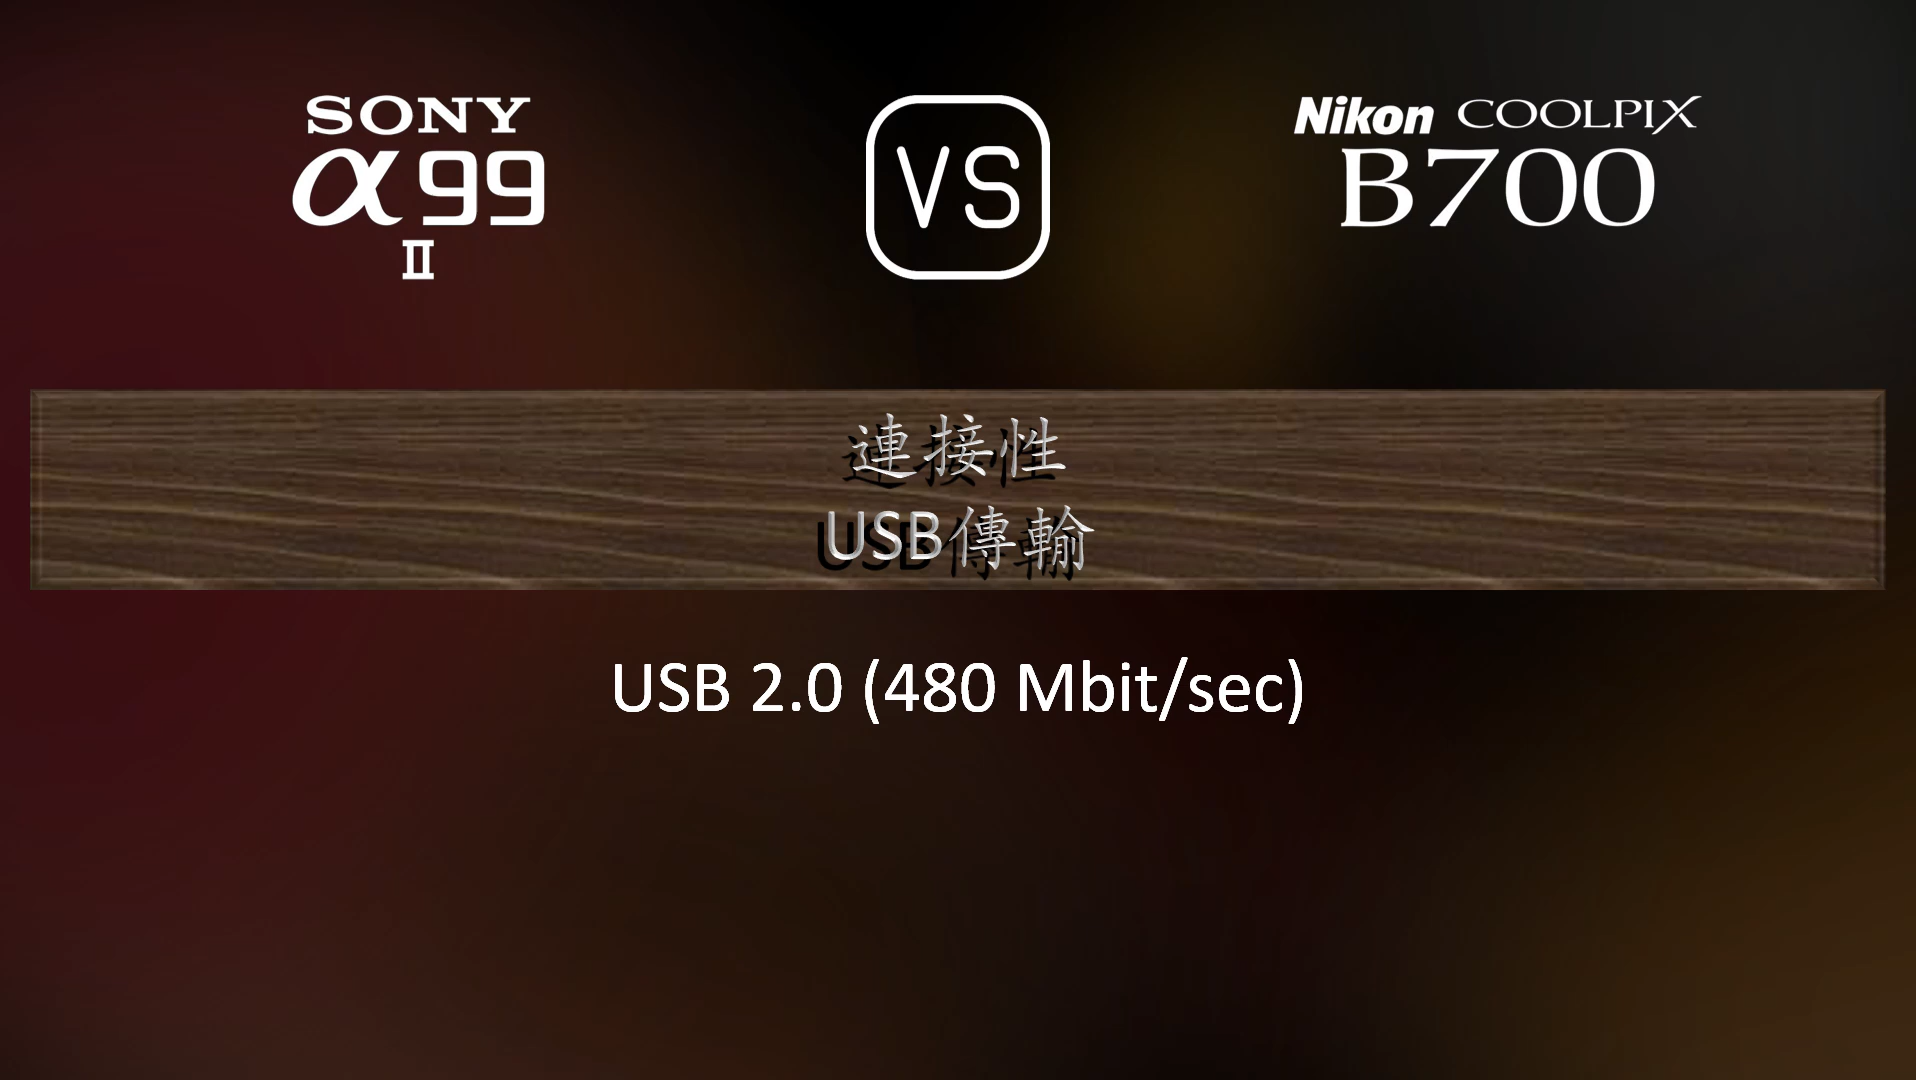 SONY
α99
II
VS
Nikon COOLPIX
B700
連接性
USB傳輸
USB 2.0 (480 Mbit/sec)